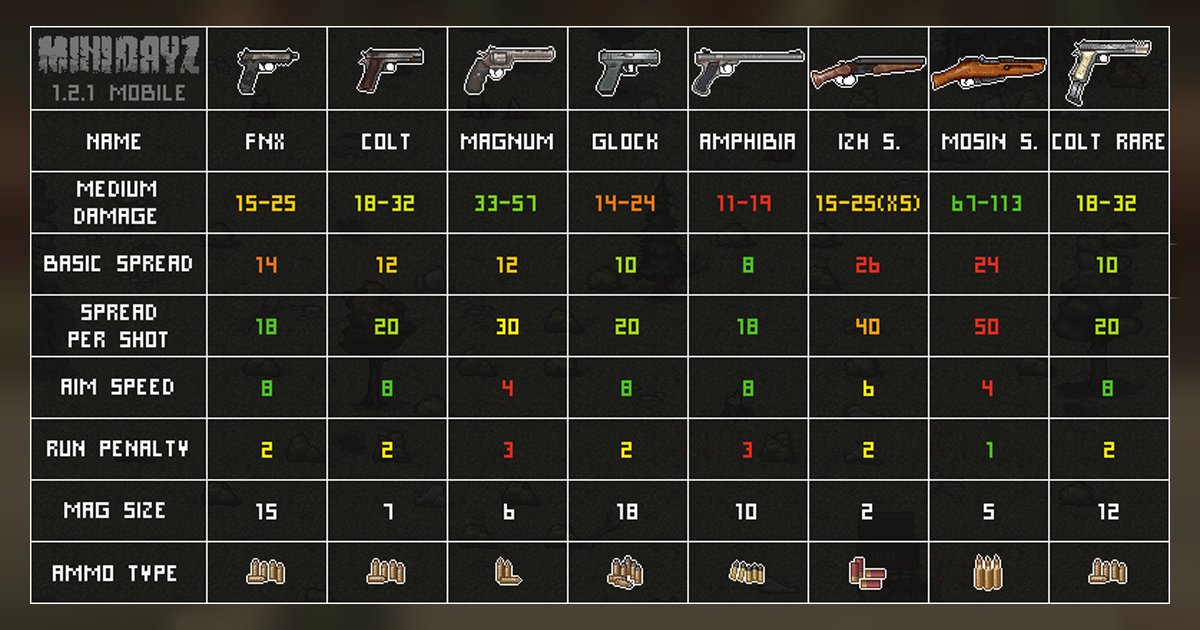 MINIDAYZ
1.2.1 MOBILE
NAME FNX COLT MAGNUM GLOCK AMPHIBIA IZH S. MOSIN S. COLT RARE
MEDIUM
DAMAGE 15-25 18-32 33-57 14-24 11-19 15-25(X5) 67-113 18-32
BASIC SPREAD 14 12 12 10 8 26 24 10
SPREAD
PER SHOT 18 20 30 20 18 40 50 20
AIM SPEED 8 8 4 8 8 6 4 8
RUN PENALTY 2 2 3 2 3 2 1 2
MAG SIZE 15 7 6 18 10 2 5 12
AMMO TYPE